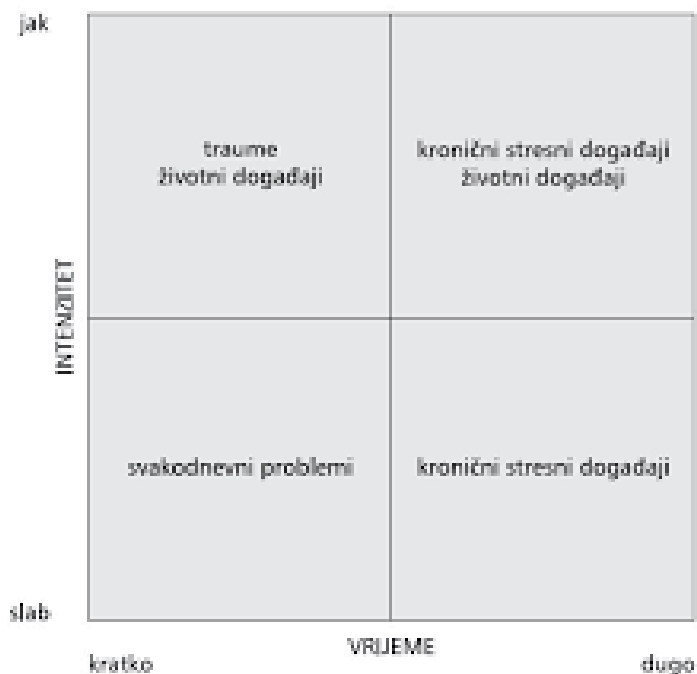 jak
traume
životni događaji
kronični stresni događaji
životni događaji
INTENZITET
svakodnevni problemi
kronični stresni događaji
slab
VRIJEME
kratko
dugo